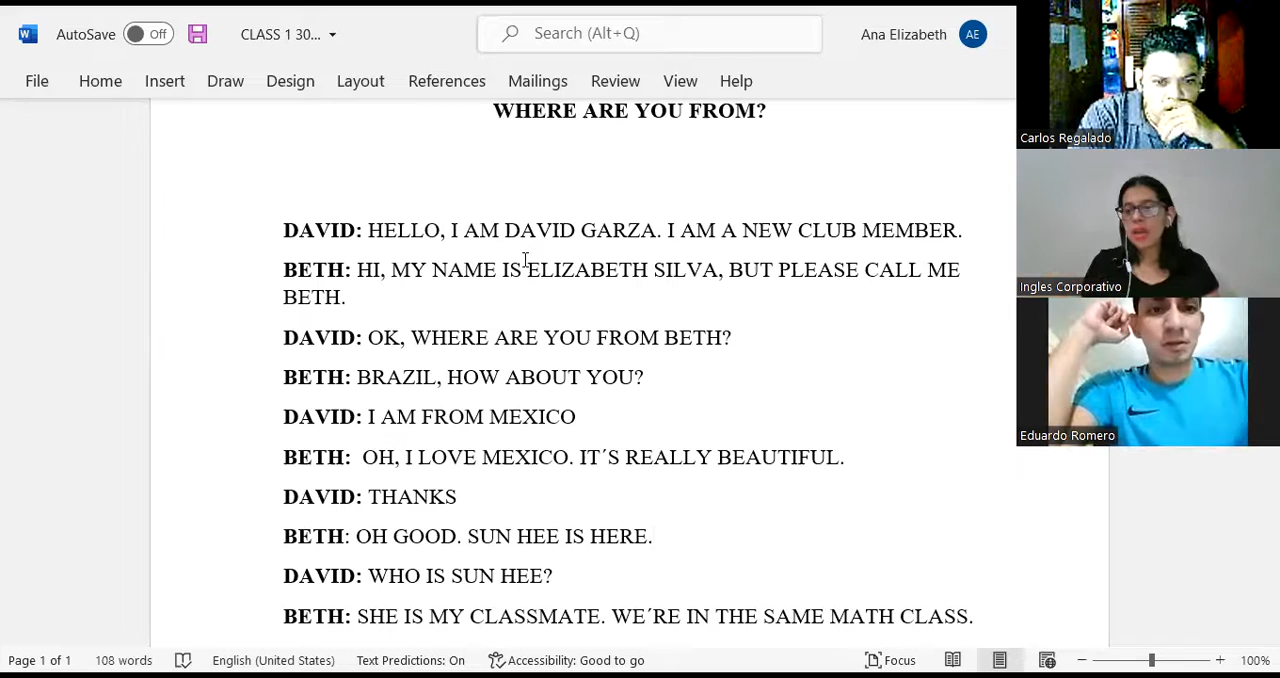 AutoSave Off CLASS 1 30... Search (Alt+Q) Ana Elizabeth AE
File Home Insert Draw Design Layout References Mailings Review View Help
WHERE ARE YOU FROM?
DAVID: HELLO, I AM DAVID GARZA. I AM A NEW CLUB MEMBER.
BETH: HI, MY NAME IS ELIZABETH SILVA, BUT PLEASE CALL ME
BETH.
DAVID: OK, WHERE ARE YOU FROM BETH?
BETH: BRAZIL, HOW ABOUT YOU?
DAVID: I AM FROM MEXICO
BETH: OH, I LOVE MEXICO. IT´S REALLY BEAUTIFUL.
DAVID: THANKS
BETH: OH GOOD. SUN HEE IS HERE.
DAVID: WHO IS SUN HEE?
BETH: SHE IS MY CLASSMATE. WE´RE IN THE SAME MATH CLASS.
Page 1 of 1 108 words English (United States) Text Predictions: On Accessibility: Good to go Focus 100%
Carlos Regalado
Ingles Corporativo
Eduardo Romero